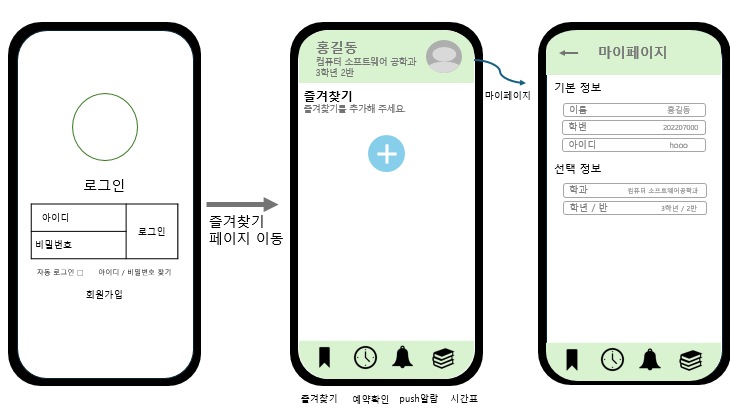 로그인
아이디
비밀번호
로그인
자동 로그인 □
아이디 / 비밀번호 찾기
회원가입
즐겨찾기
페이지 이동
홍길동
컴퓨터 소프트웨어 공학과
3학년 2반
즐겨찾기
즐겨찾기를 추가해 주세요.
즐겨찾기
예약확인
push알람
시간표
마이페이지
마이페이지
기본 정보
이름 홍길동
학번 202207000
아이디 hooo
선택 정보
학과 컴퓨터 소프트웨어공학과
학년 / 반 3학년 / 2반